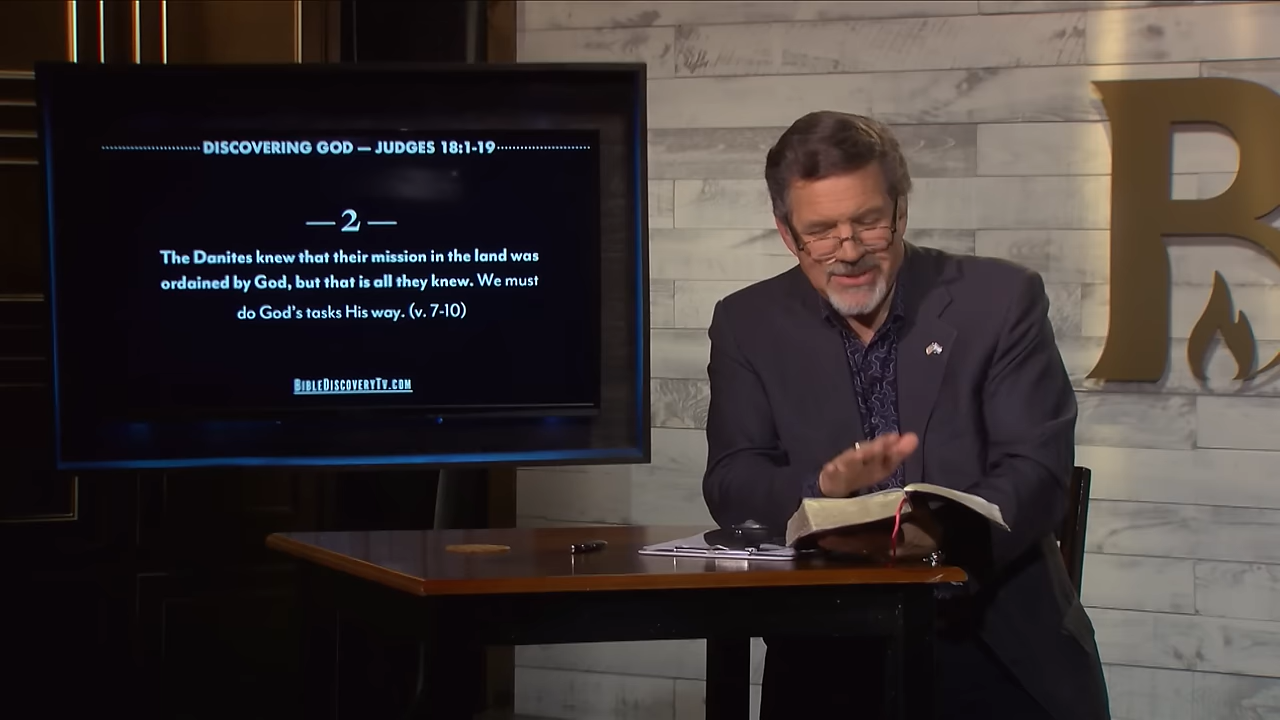 DISCOVERING GOD — JUDGES 18:1-19
— 2 —
The Danites knew that their mission in the land was
ordained by God, but that is all they knew. We must
do God's tasks His way. (v. 7-10)
BIBLEDISCOVERYTV.COM
B